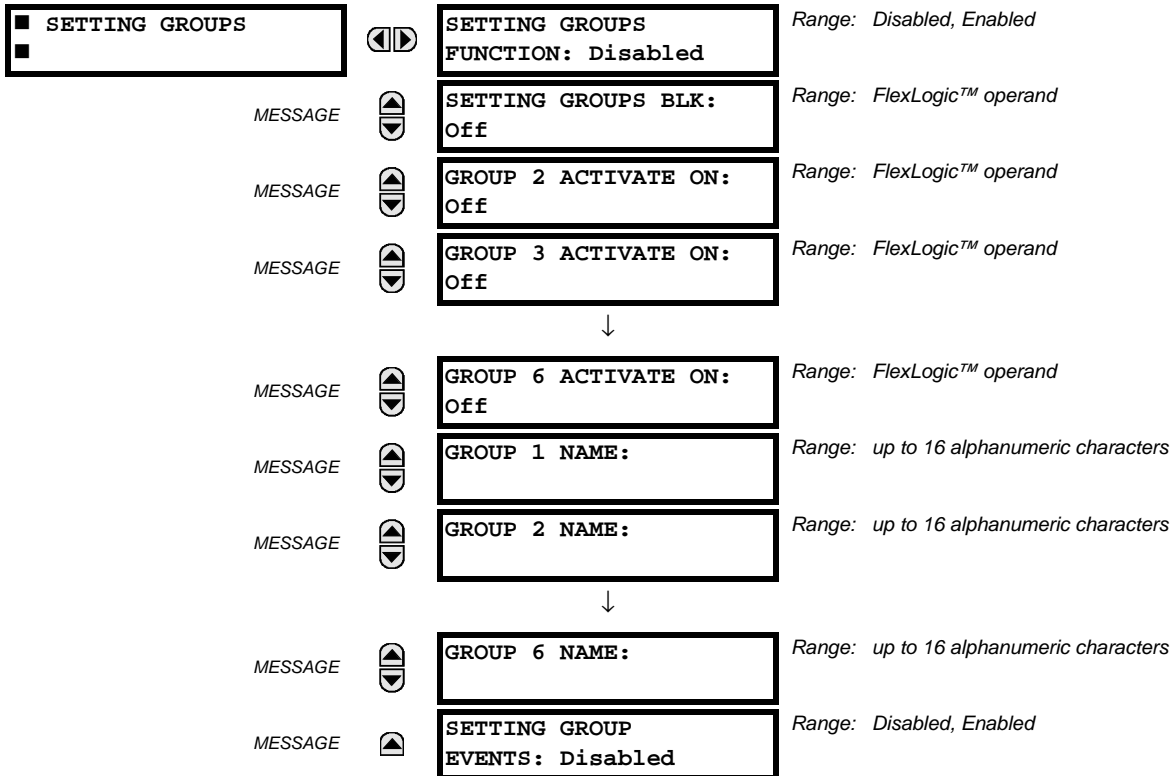 ■ SETTING GROUPS
■
SETTING GROUPS
FUNCTION: Disabled
Range: Disabled, Enabled
MESSAGE
SETTING GROUPS BLK:
Off
Range: FlexLogic™ operand
MESSAGE
GROUP 2 ACTIVATE ON:
Off
Range: FlexLogic™ operand
MESSAGE
GROUP 3 ACTIVATE ON:
Off
Range: FlexLogic™ operand
↓
MESSAGE
GROUP 6 ACTIVATE ON:
Off
Range: FlexLogic™ operand
MESSAGE
GROUP 1 NAME:
Range: up to 16 alphanumeric characters
MESSAGE
GROUP 2 NAME:
Range: up to 16 alphanumeric characters
↓
MESSAGE
GROUP 6 NAME:
Range: up to 16 alphanumeric characters
MESSAGE
SETTING GROUP
EVENTS: Disabled
Range: Disabled, Enabled